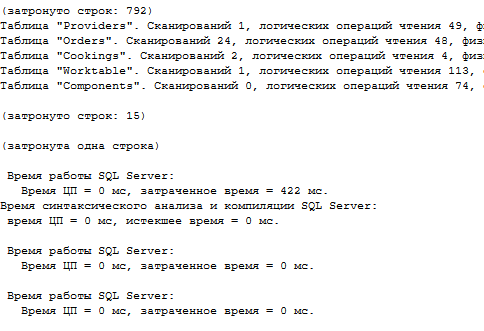 (затронуто строк: 792)
Таблица "Providers". Сканирований 1, логических операций чтения 49,
Таблица "Orders". Сканирований 24, логических операций чтения 48, физ
Таблица "Cookings". Сканирований 2, логических операций чтения 4, физ
Таблица "Worktable". Сканирований 1, логических операций чтения 113,
Таблица "Components". Сканирований 0, логических операций чтения 74,
(затронуто строк: 15)
(затронута одна строка)
Время работы SQL Server:
Время ЦП = 0 мс, затраченное время = 422 мс.
Время синтаксического анализа и компиляции SQL Server:
время ЦП = 0 мс, истекшее время = 0 мс.
Время работы SQL Server:
Время ЦП = 0 мс, затраченное время = 0 мс.
Время работы SQL Server:
Время ЦП = 0 мс, затраченное время = 0 мс.